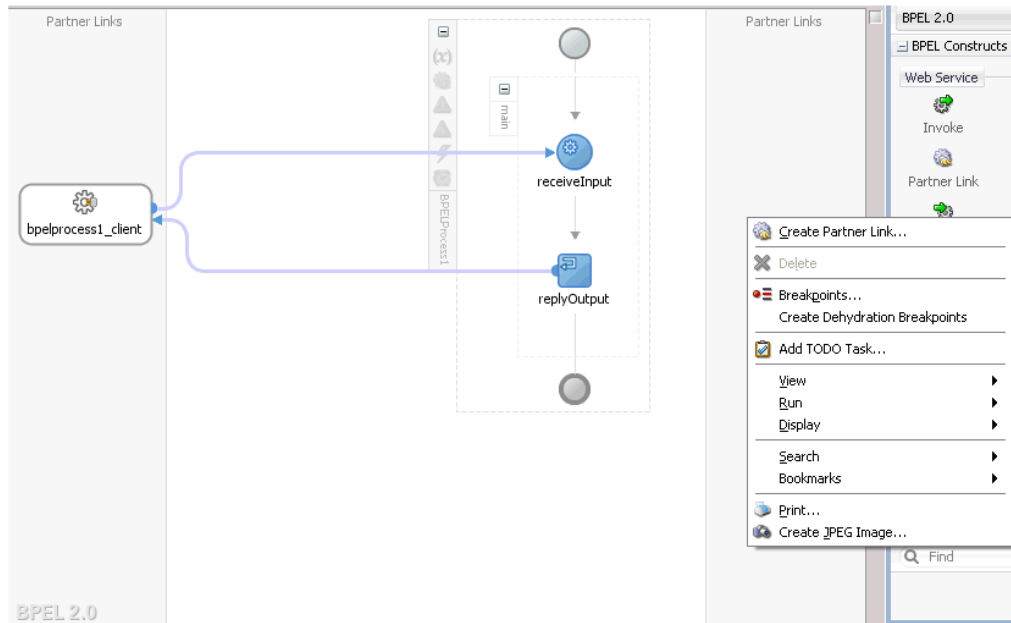 Partner Links
Partner Links
BPEL 2.0
BPEL Constructs
Web Service
(x)
main
Invoke
receiveInput
Partner Link
bpelprocess1_client
BPELProcess1
Create Partner Link...
Delete
replyOutput
Breakpoints...
Create Dehydration Breakpoints
Add TODO Task...
View
Run
Display
Search
Bookmarks
Print...
Create JPEG Image...
Find
BPEL 2.0